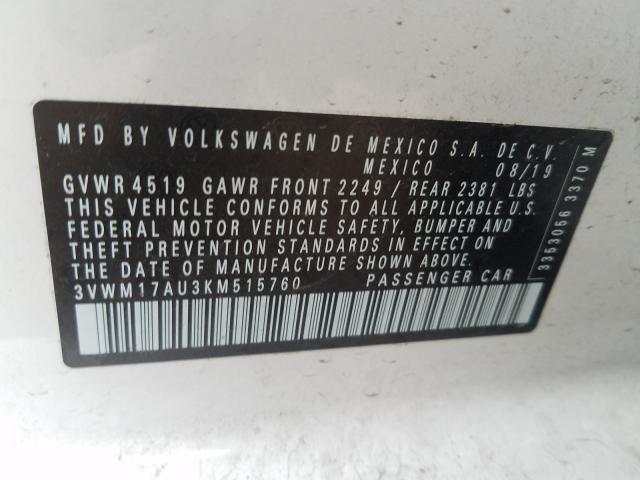 MFD BY VOLKSWAGEN DE MEXICO S.A. DE C.V.
MEXICO 08/19
GVWR 4519 GAWR FRONT 2249 / REAR 2381 LBS
THIS VEHICLE CONFORMS TO ALL APPLICABLE U.S.
FEDERAL MOTOR VEHICLE SAFETY, BUMPER AND
THEFT PREVENTION STANDARDS IN EFFECT ON
THE DATE OF MANUFACTURE SHOWN ABOVE.
3VWM17AU3KM515760 PASSENGER CAR
3353066 3370 M